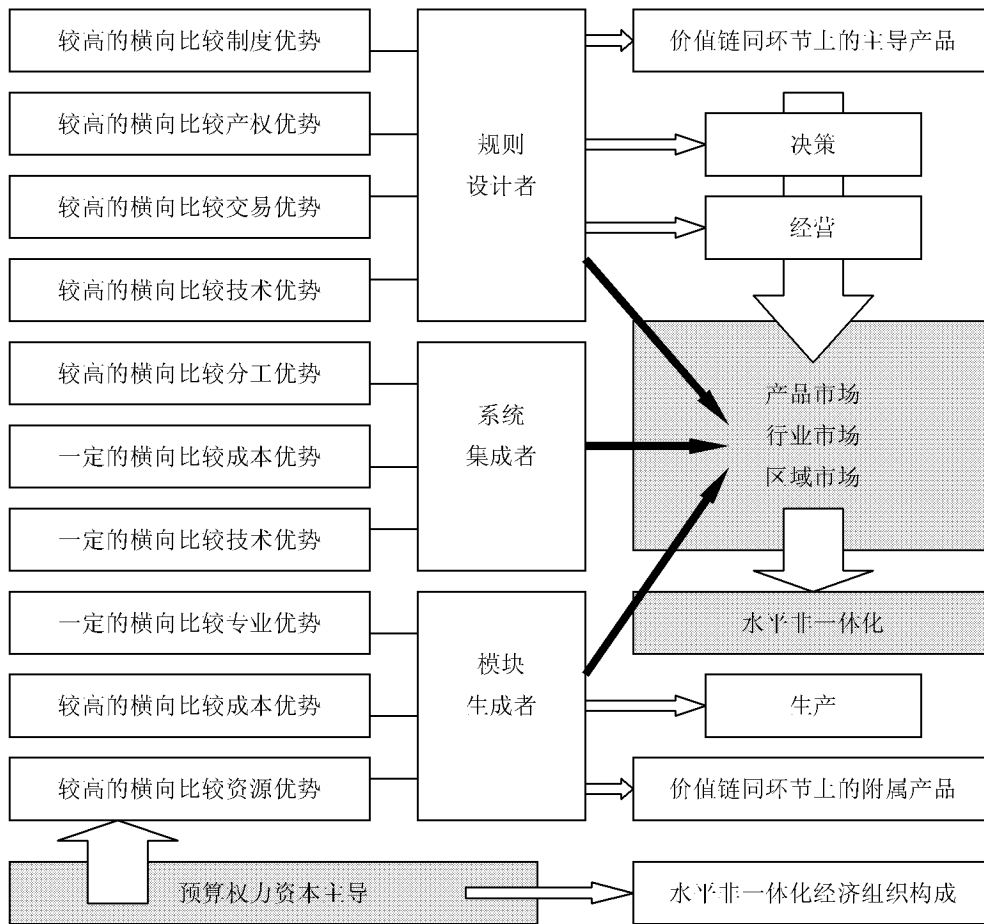 较高的横向比较制度优势
较高的横向比较产权优势
较高的横向比较交易优势
较高的横向比较技术优势
较高的横向比较分工优势
一定的横向比较成本优势
一定的横向比较技术优势
一定的横向比较专业优势
较高的横向比较成本优势
较高的横向比较资源优势
预算权力资本主导
规则
设计者
系统
集成者
模块
生成者
价值链同环节上的主导产品
决策
经营
产品市场
行业市场
区域市场
水平非一体化
生产
价值链同环节上的附属产品
水平非一体化经济组织构成